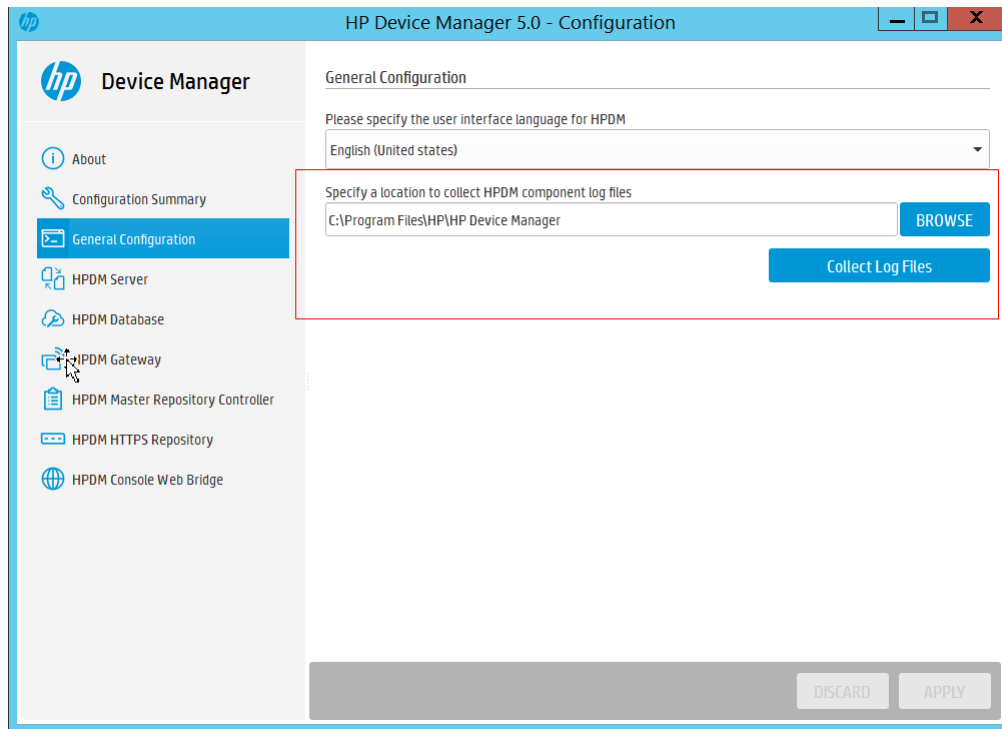 hp
HP Device Manager 5.0 - Configuration
hp
Device Manager
About
Configuration Summary
General Configuration
HPDM Server
HPDM Database
HPDM Gateway
HPDM Master Repository Controller
HPDM HTTPS Repository
HPDM Console Web Bridge
General Configuration
Please specify the user interface language for HPDM
English (United states)
Specify a location to collect HPDM component log files
C:\Program Files\HP\HP Device Manager
BROWSE
Collect Log Files
DISCARD
APPLY